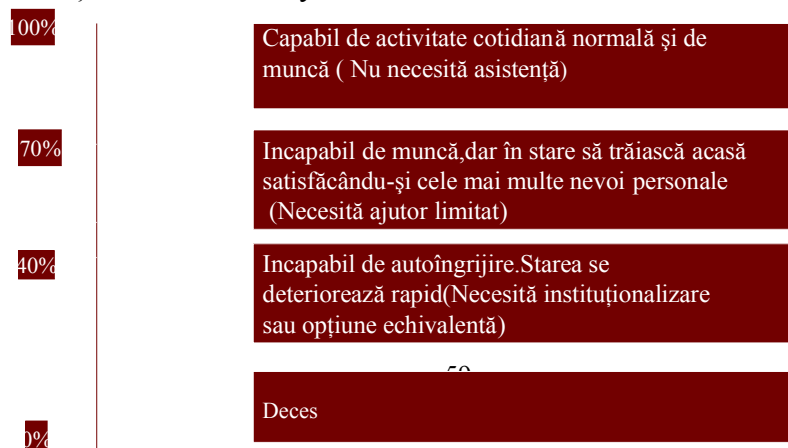 100%
Capabil de activitate cotidiană normală şi de
muncă ( Nu necesită asistență)
70%
Incapabil de muncă,dar în stare să trăiască acasă
satisfăcându-şi cele mai multe nevoi personale
(Necesită ajutor limitat)
40%
Incapabil de autoîngrijire.Starea se
deteriorează rapid(Necesită instituționalizare
sau opțiune echivalentă)
Deces
0%